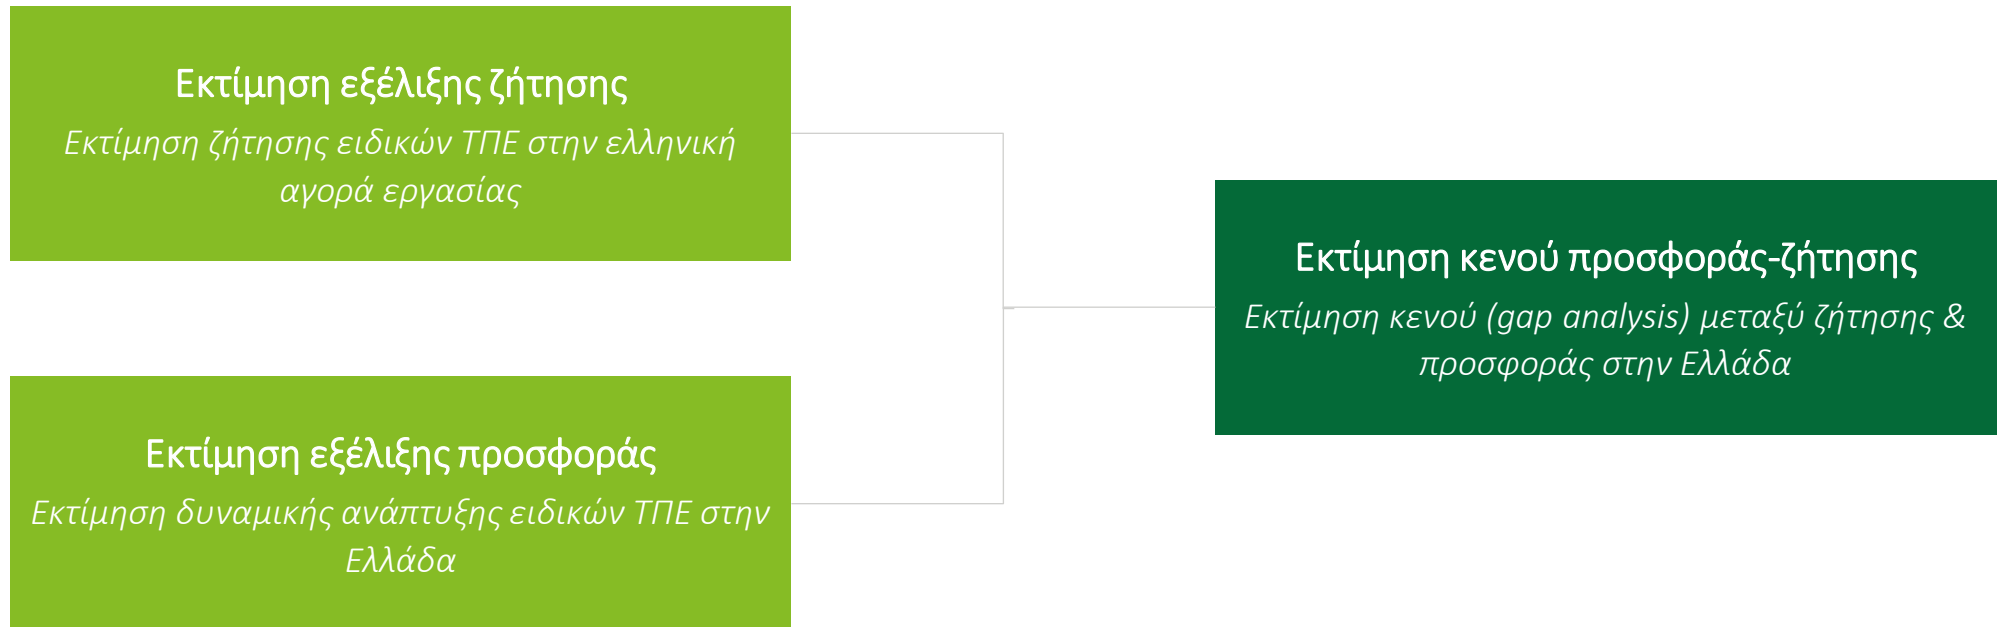 Εκτίμηση εξέλιξης ζήτησης
Εκτίμηση ζήτησης ειδικών ΤΠΕ στην ελληνική
αγορά εργασίας
Εκτίμηση εξέλιξης προσφοράς
Εκτίμηση δυναμικής ανάπτυξης ειδικών ΤΠΕ στην
Ελλάδα
Εκτίμηση κενού προσφοράς-ζήτησης
Εκτίμηση κενού (gap analysis) μεταξύ ζήτησης &
προσφοράς στην Ελλάδα